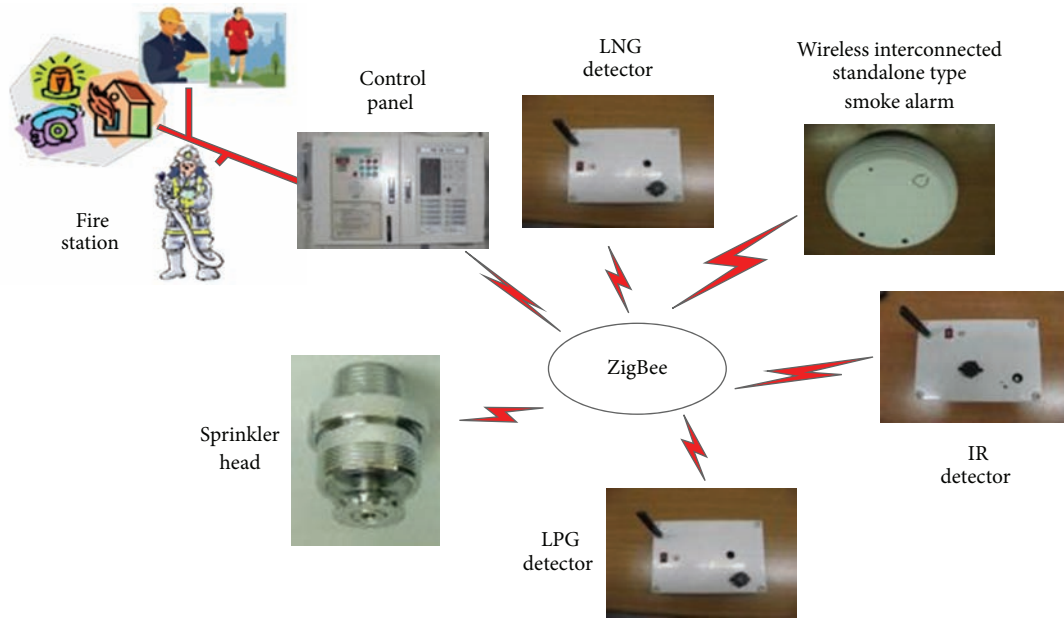 LNG
detector
Wireless interconnected
standalone type
smoke alarm
Control
panel
Fire
station
ZigBee
Sprinkler
head
IR
detector
LPG
detector